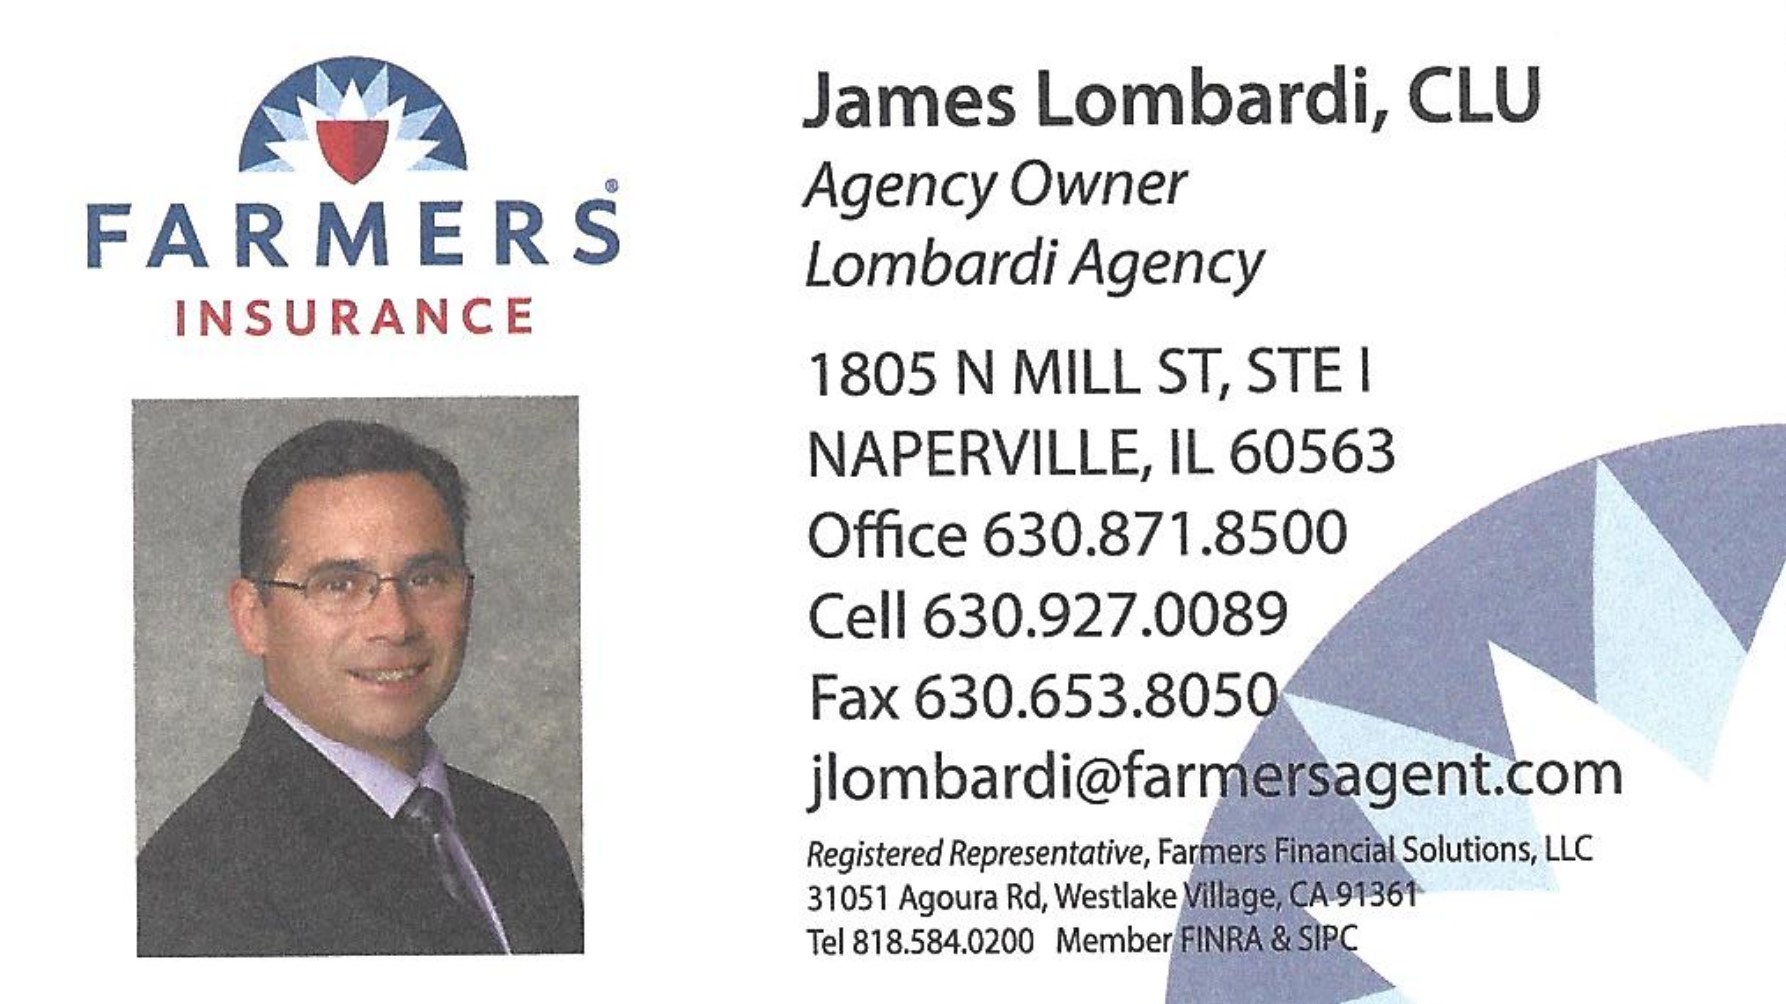 FARMERS®
INSURANCE
James Lombardi, CLU
Agency Owner
Lombardi Agency
1805 N MILL ST, STE I
NAPERVILLE, IL 60563
Office 630.871.8500
Cell 630.927.0089
Fax 630.653.8050
jlombardi@farmersagent.com
Registered Representative, Farmers Financial Solutions, LLC
31051 Agoura Rd, Westlake Village, CA 91361
Tel 818.584.0200 Member FINRA & SIPC